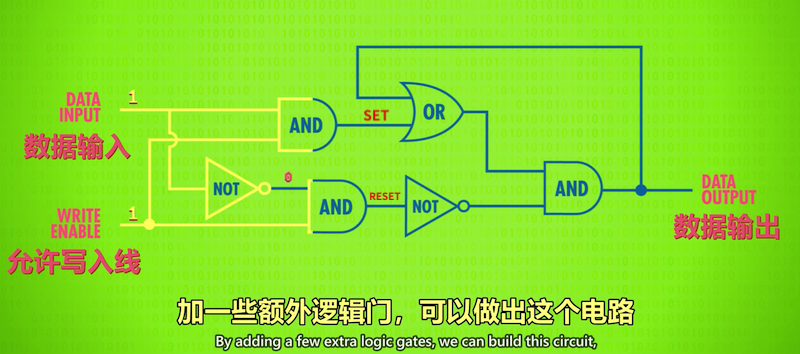 DATA
INPUT
1
数据输入
WRITE
ENABLE
1
允许写入线
AND
SET
OR
NOT
0
AND
RESET
NOT
AND
DATA
OUTPUT
数据输出
加一些额外逻辑门，可以做出这个电路
By adding a few extra logic gates, we can build this circuit,